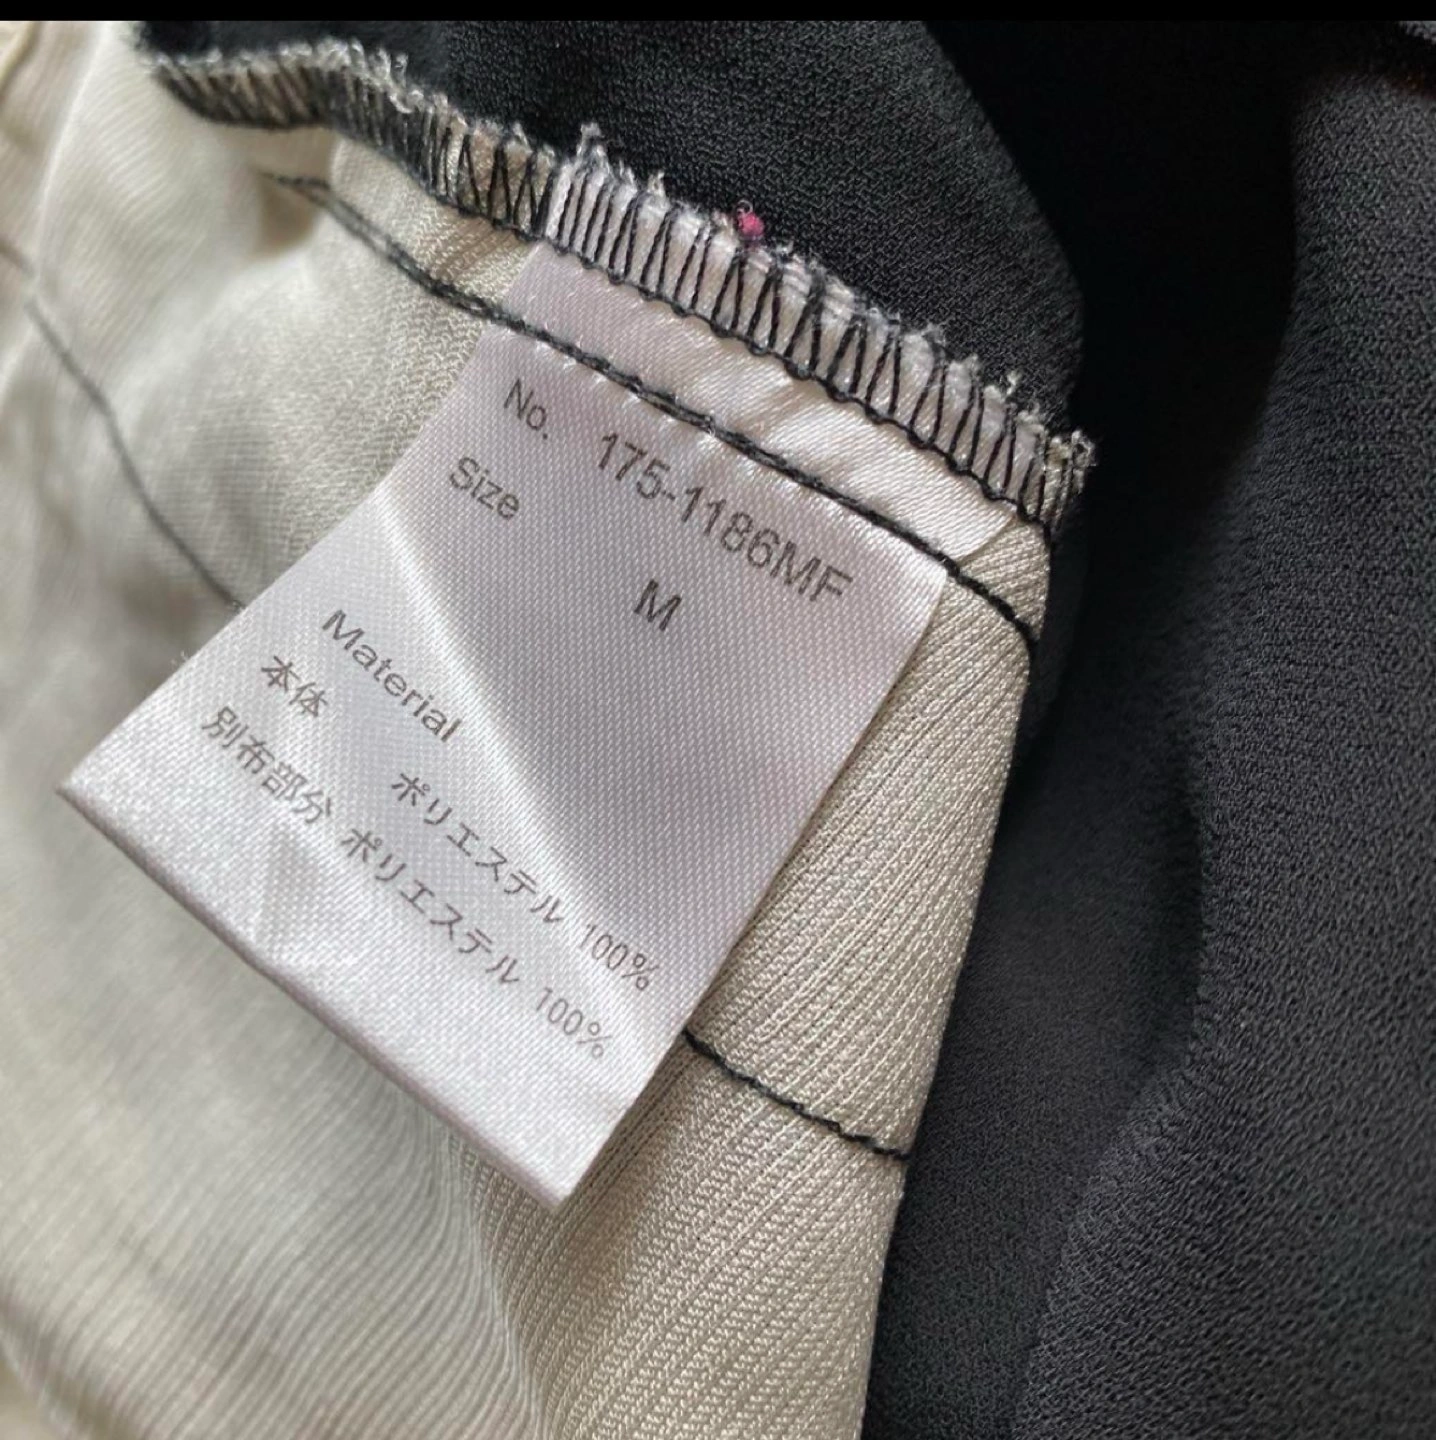 No. 175-1186MF
Size M
Material
本体 ポリエステル 100%
別布部分 ポリエステル 100%